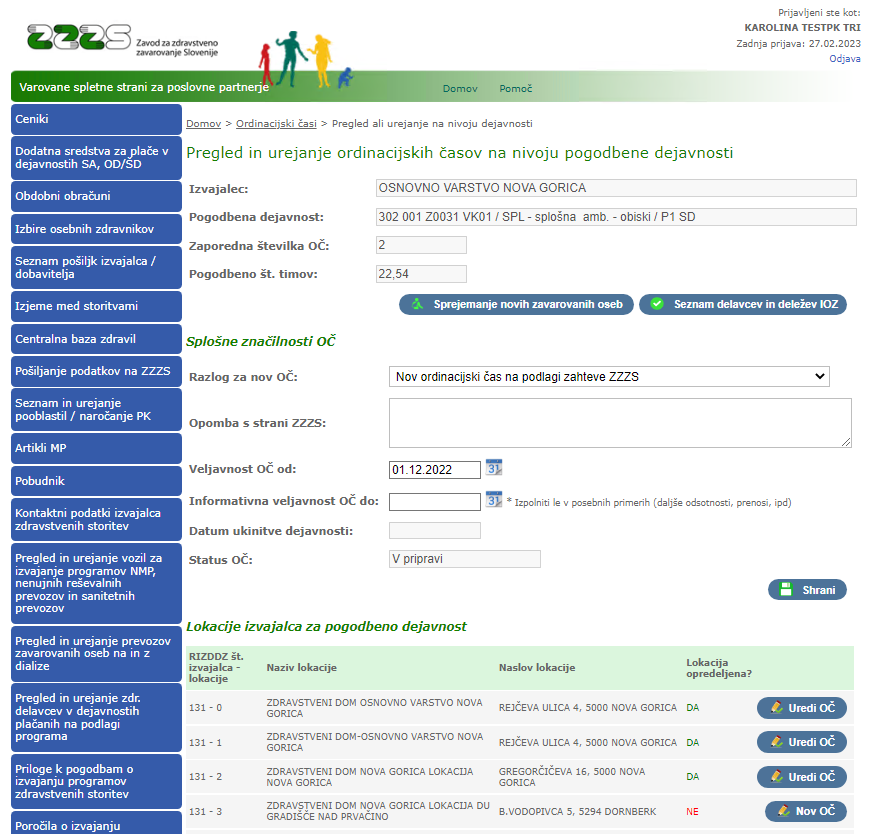 Prijavljeni ste kot:
KAROLINA TESTPK TRI
Zadnja prijava: 27.02.2023
Odjava
ZZZS
Zavod za zdravstveno
zavarovanje Slovenije
Varovane spletne strani za poslovne partnerje
Domov
Pomoč
Ceniki
Dodatna sredstva za plače v
dejavnostih SA, OD/ŠD
Obdobni obračuni
Izbire osebnih zdravnikov
Seznam pošiljk izvajalca /
dobavitelja
Izjeme med storitvami
Centralna baza zdravil
Pošiljanje podatkov na ZZZS
Seznam in urejanje
pooblastil / naročanje PK
Artikli MP
Pobudnik
Kontaktni podatki izvajalca
zdravstvenih storitev
Pregled in urejanje vozil za
izvajanje programov NMP,
nenujnih reševalnih
prevozov in sanitetnih
prevozov
Pregled in urejanje prevozov
zavarovanih oseb na in z
dialize
Pregled in urejanje zdr.
delavcev v dejavnostih
plačanih na podlagi
programa
Priloge k pogodbam o
izvajanju programov
zdravstvenih storitev
Poročila o izvajanju
Domov > Ordinacijski časi > Pregled ali urejanje na nivoju dejavnosti
Pregled in urejanje ordinacijskih časov na nivoju pogodbene dejavnosti
Izvajalec: OSNOVNO VARSTVO NOVA GORICA
Pogodbena dejavnost: 302 001 Z0031 VK01 / SPL - splošna amb. - obiski / P1 SD
Zaporedna številka OČ: 2
Pogodbeno št. timov: 22,54
Sprejemanje novih zavarovanih oseb
Seznam delavcev in deležev IOZ
Splošne značilnosti OČ
Razlog za nov OČ: Nov ordinacijski čas na podlagi zahteve ZZZS
Opomba s strani ZZZS:
Veljavnost OČ od: 01.12.2022 31
Informativna veljavnost OČ do: 31 * Izpolniti le v posebnih primerih (daljše odsotnosti, prenosi, ipd)
Datum ukinitve dejavnosti:
Status OČ: V pripravi
Shrani
Lokacije izvajalca za pogodbeno dejavnost
RIZDDZ št.
izvajalca -
lokacije
Naziv lokacije
Naslov lokacije
Lokacija
opredeljena?
131 - 0
ZDRAVSTVENI DOM OSNOVNO VARSTVO NOVA
GORICA
REJČEVA ULICA 4, 5000 NOVA GORICA
DA
Uredi OČ
131 - 1
ZDRAVSTVENI DOM-OSNOVNO VARSTVO NOVA
GORICA
REJČEVA ULICA 4, 5000 NOVA GORICA
DA
Uredi OČ
131 - 2
ZDRAVSTVENI DOM NOVA GORICA LOKACIJA
NOVA GORICA
GREGORČIČEVA 16, 5000 NOVA
GORICA
DA
Uredi OČ
131 - 3
ZDRAVSTVENI DOM NOVA GORICA LOKACIJA DU
GRADIŠČE NAD PRVAČINO
B.VODOPIVCA 5, 5294 DORNBERK
NE
Nov OČ